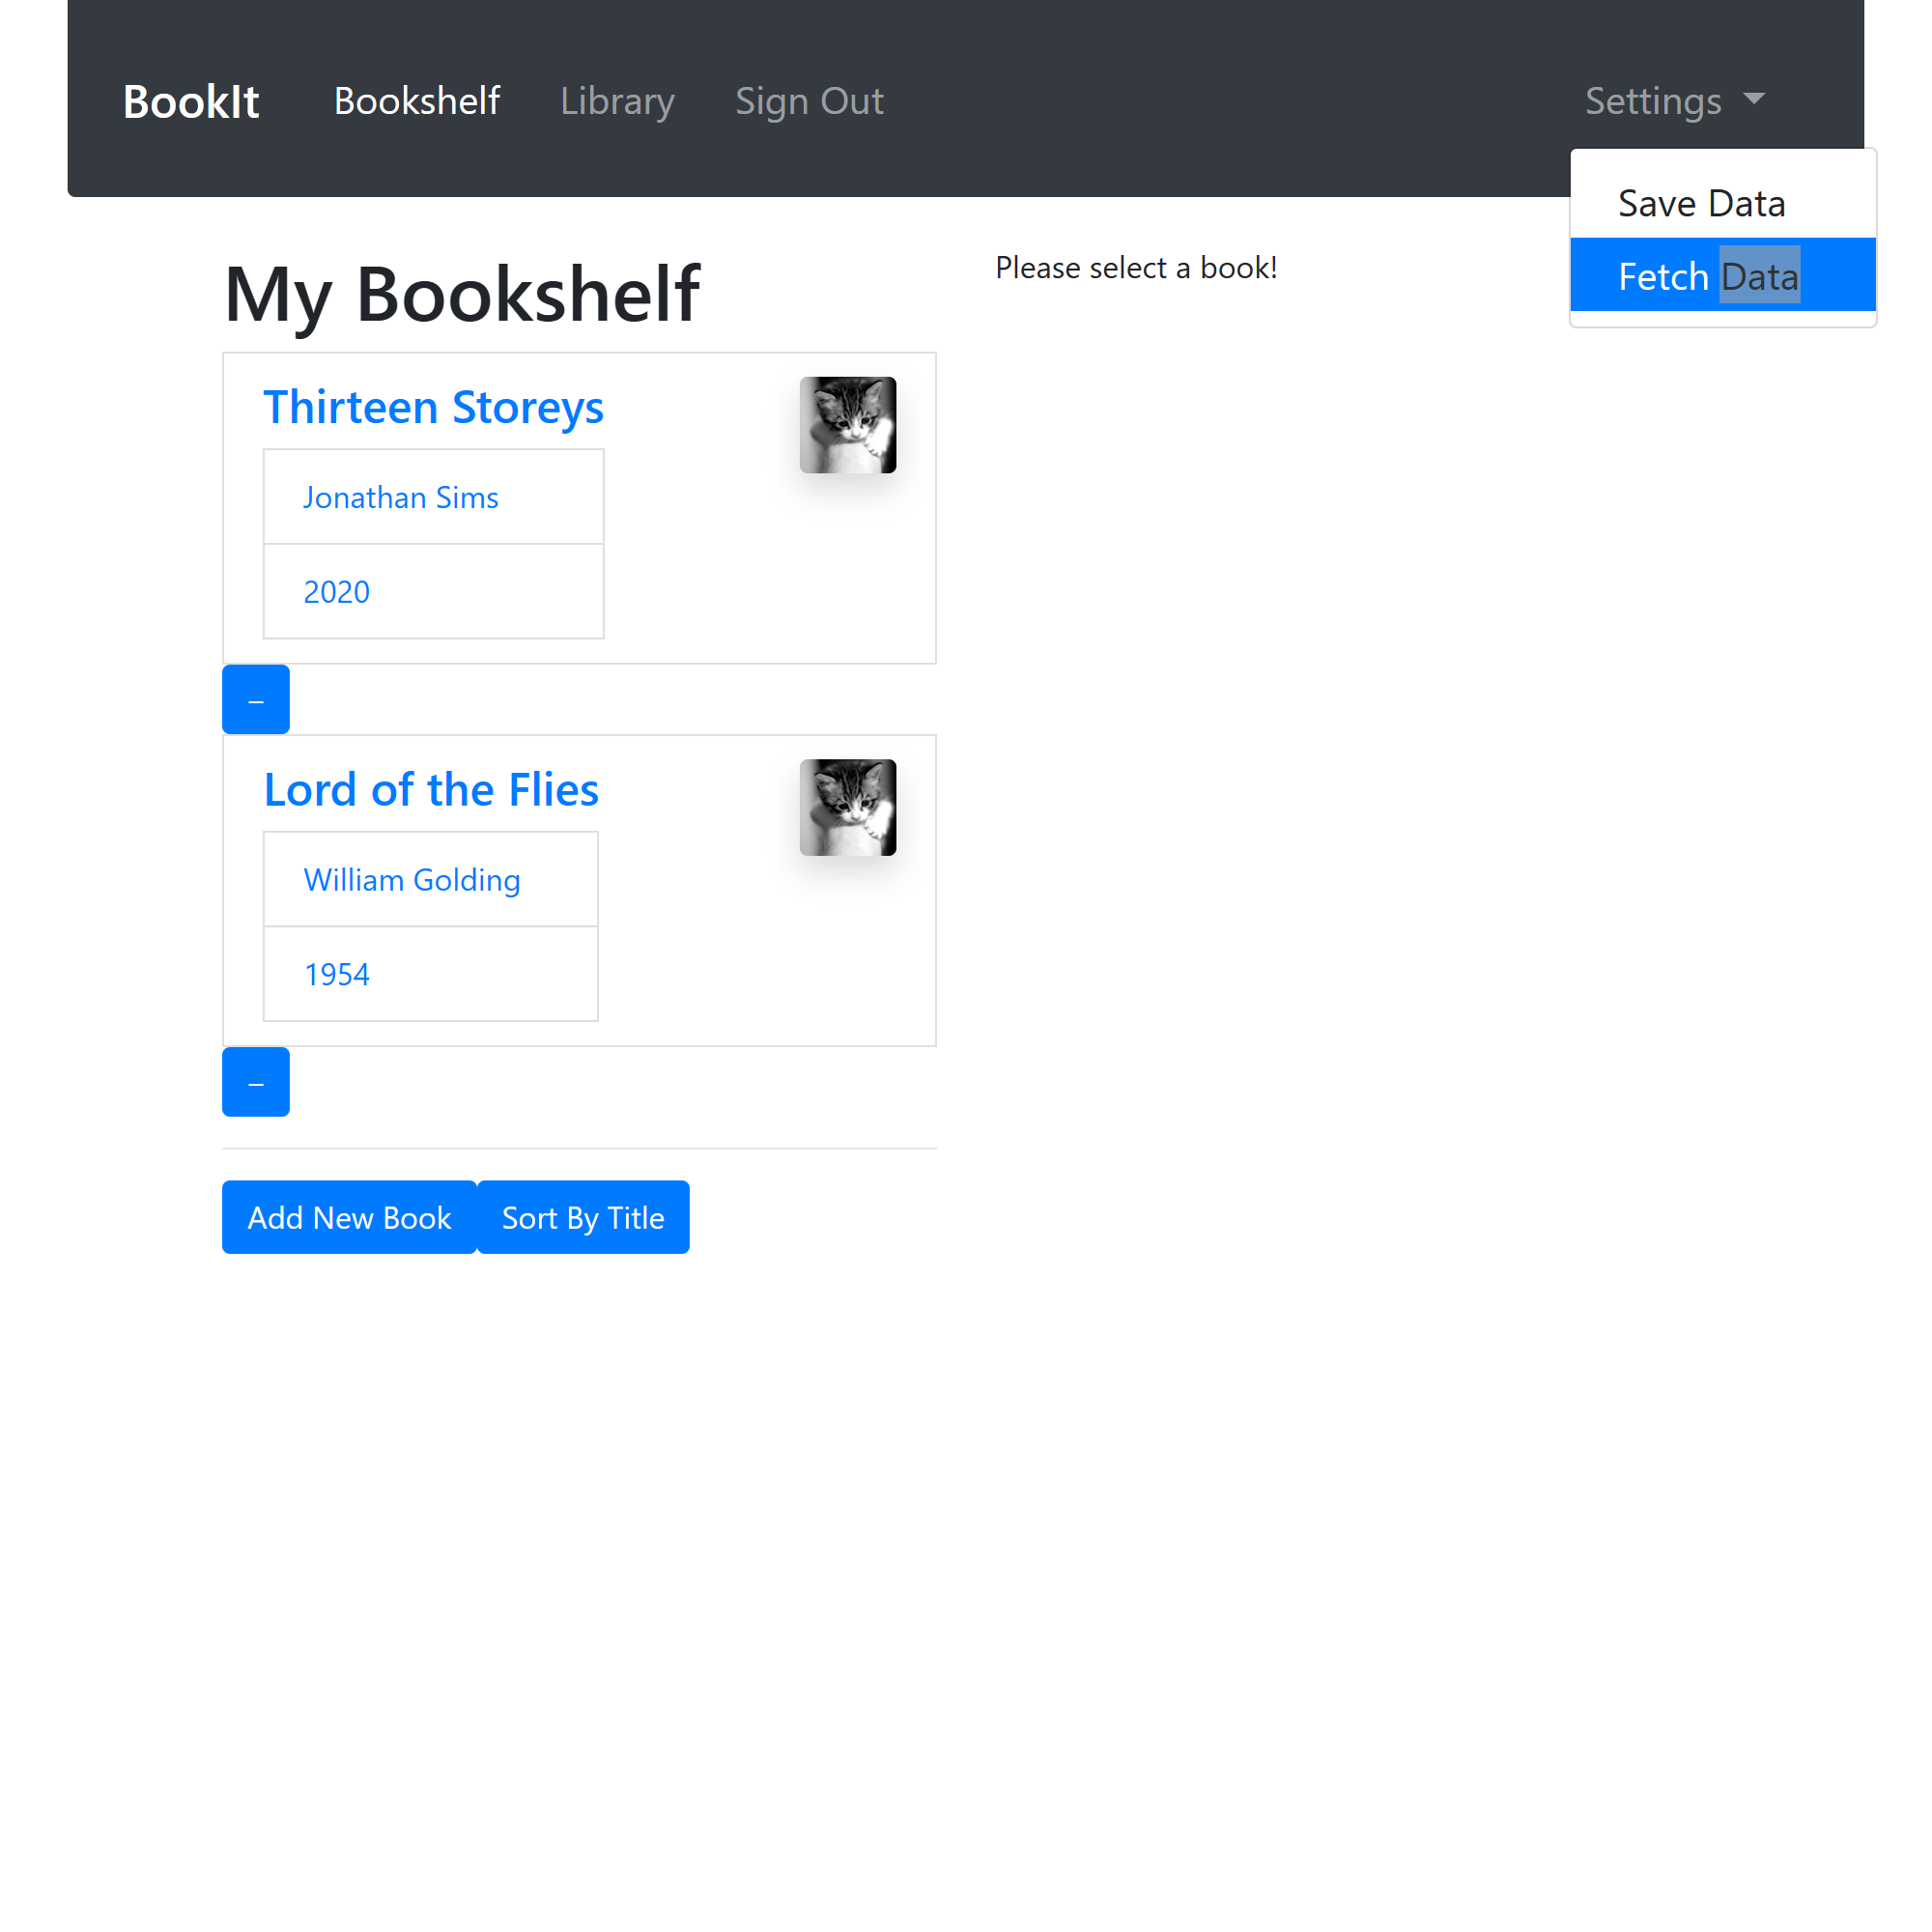 BookIt Bookshelf Library Sign Out Settings
Save Data
Fetch Data
My Bookshelf
Please select a book!
Thirteen Storeys
Jonathan Sims
2020
–
Lord of the Flies
William Golding
1954
–
Add New Book Sort By Title